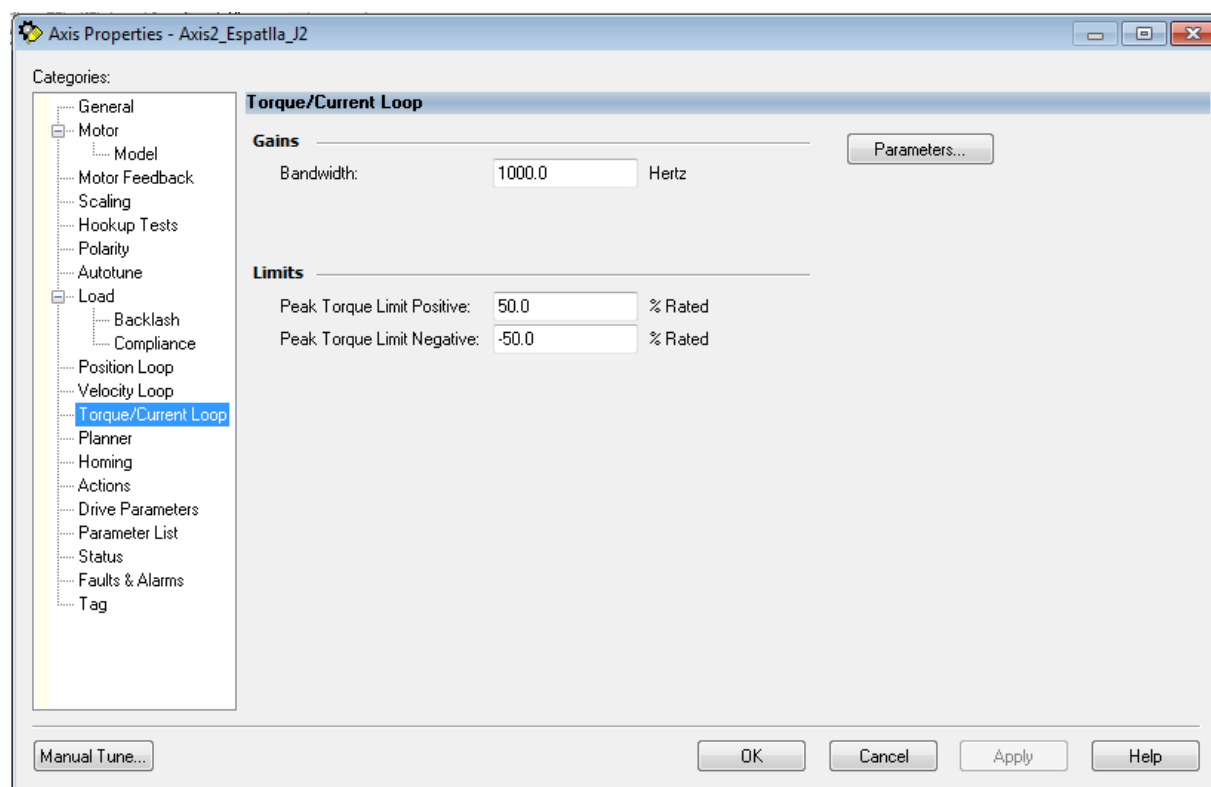 Axis Properties - Axis2_Espatlla_J2
Categories:
General
Motor
Model
Motor Feedback
Scaling
Hookup Tests
Polarity
Autotune
Load
Backlash
Compliance
Position Loop
Velocity Loop
Torque/Current Loop
Planner
Homing
Actions
Drive Parameters
Parameter List
Status
Faults & Alarms
Tag
Torque/Current Loop
Gains
Parameters...
Bandwidth: 1000.0 Hertz
Limits
Peak Torque Limit Positive: 50.0 % Rated
Peak Torque Limit Negative: -50.0 % Rated
Manual Tune... OK Cancel Apply Help